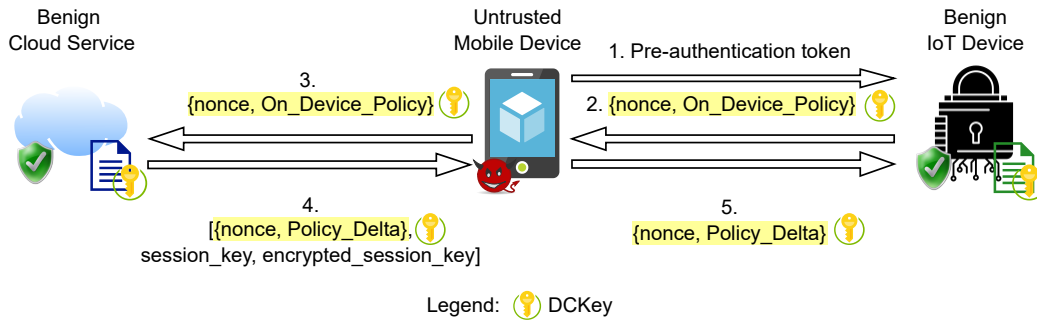 Benign
Cloud Service
Untrusted
Mobile Device
Benign
IoT Device
1. Pre-authentication token
3.
{nonce, On_Device_Policy}
2. {nonce, On_Device_Policy}
4.
[{nonce, Policy_Delta},
session_key, encrypted_session_key]
5.
{nonce, Policy_Delta}
Legend: DCKey